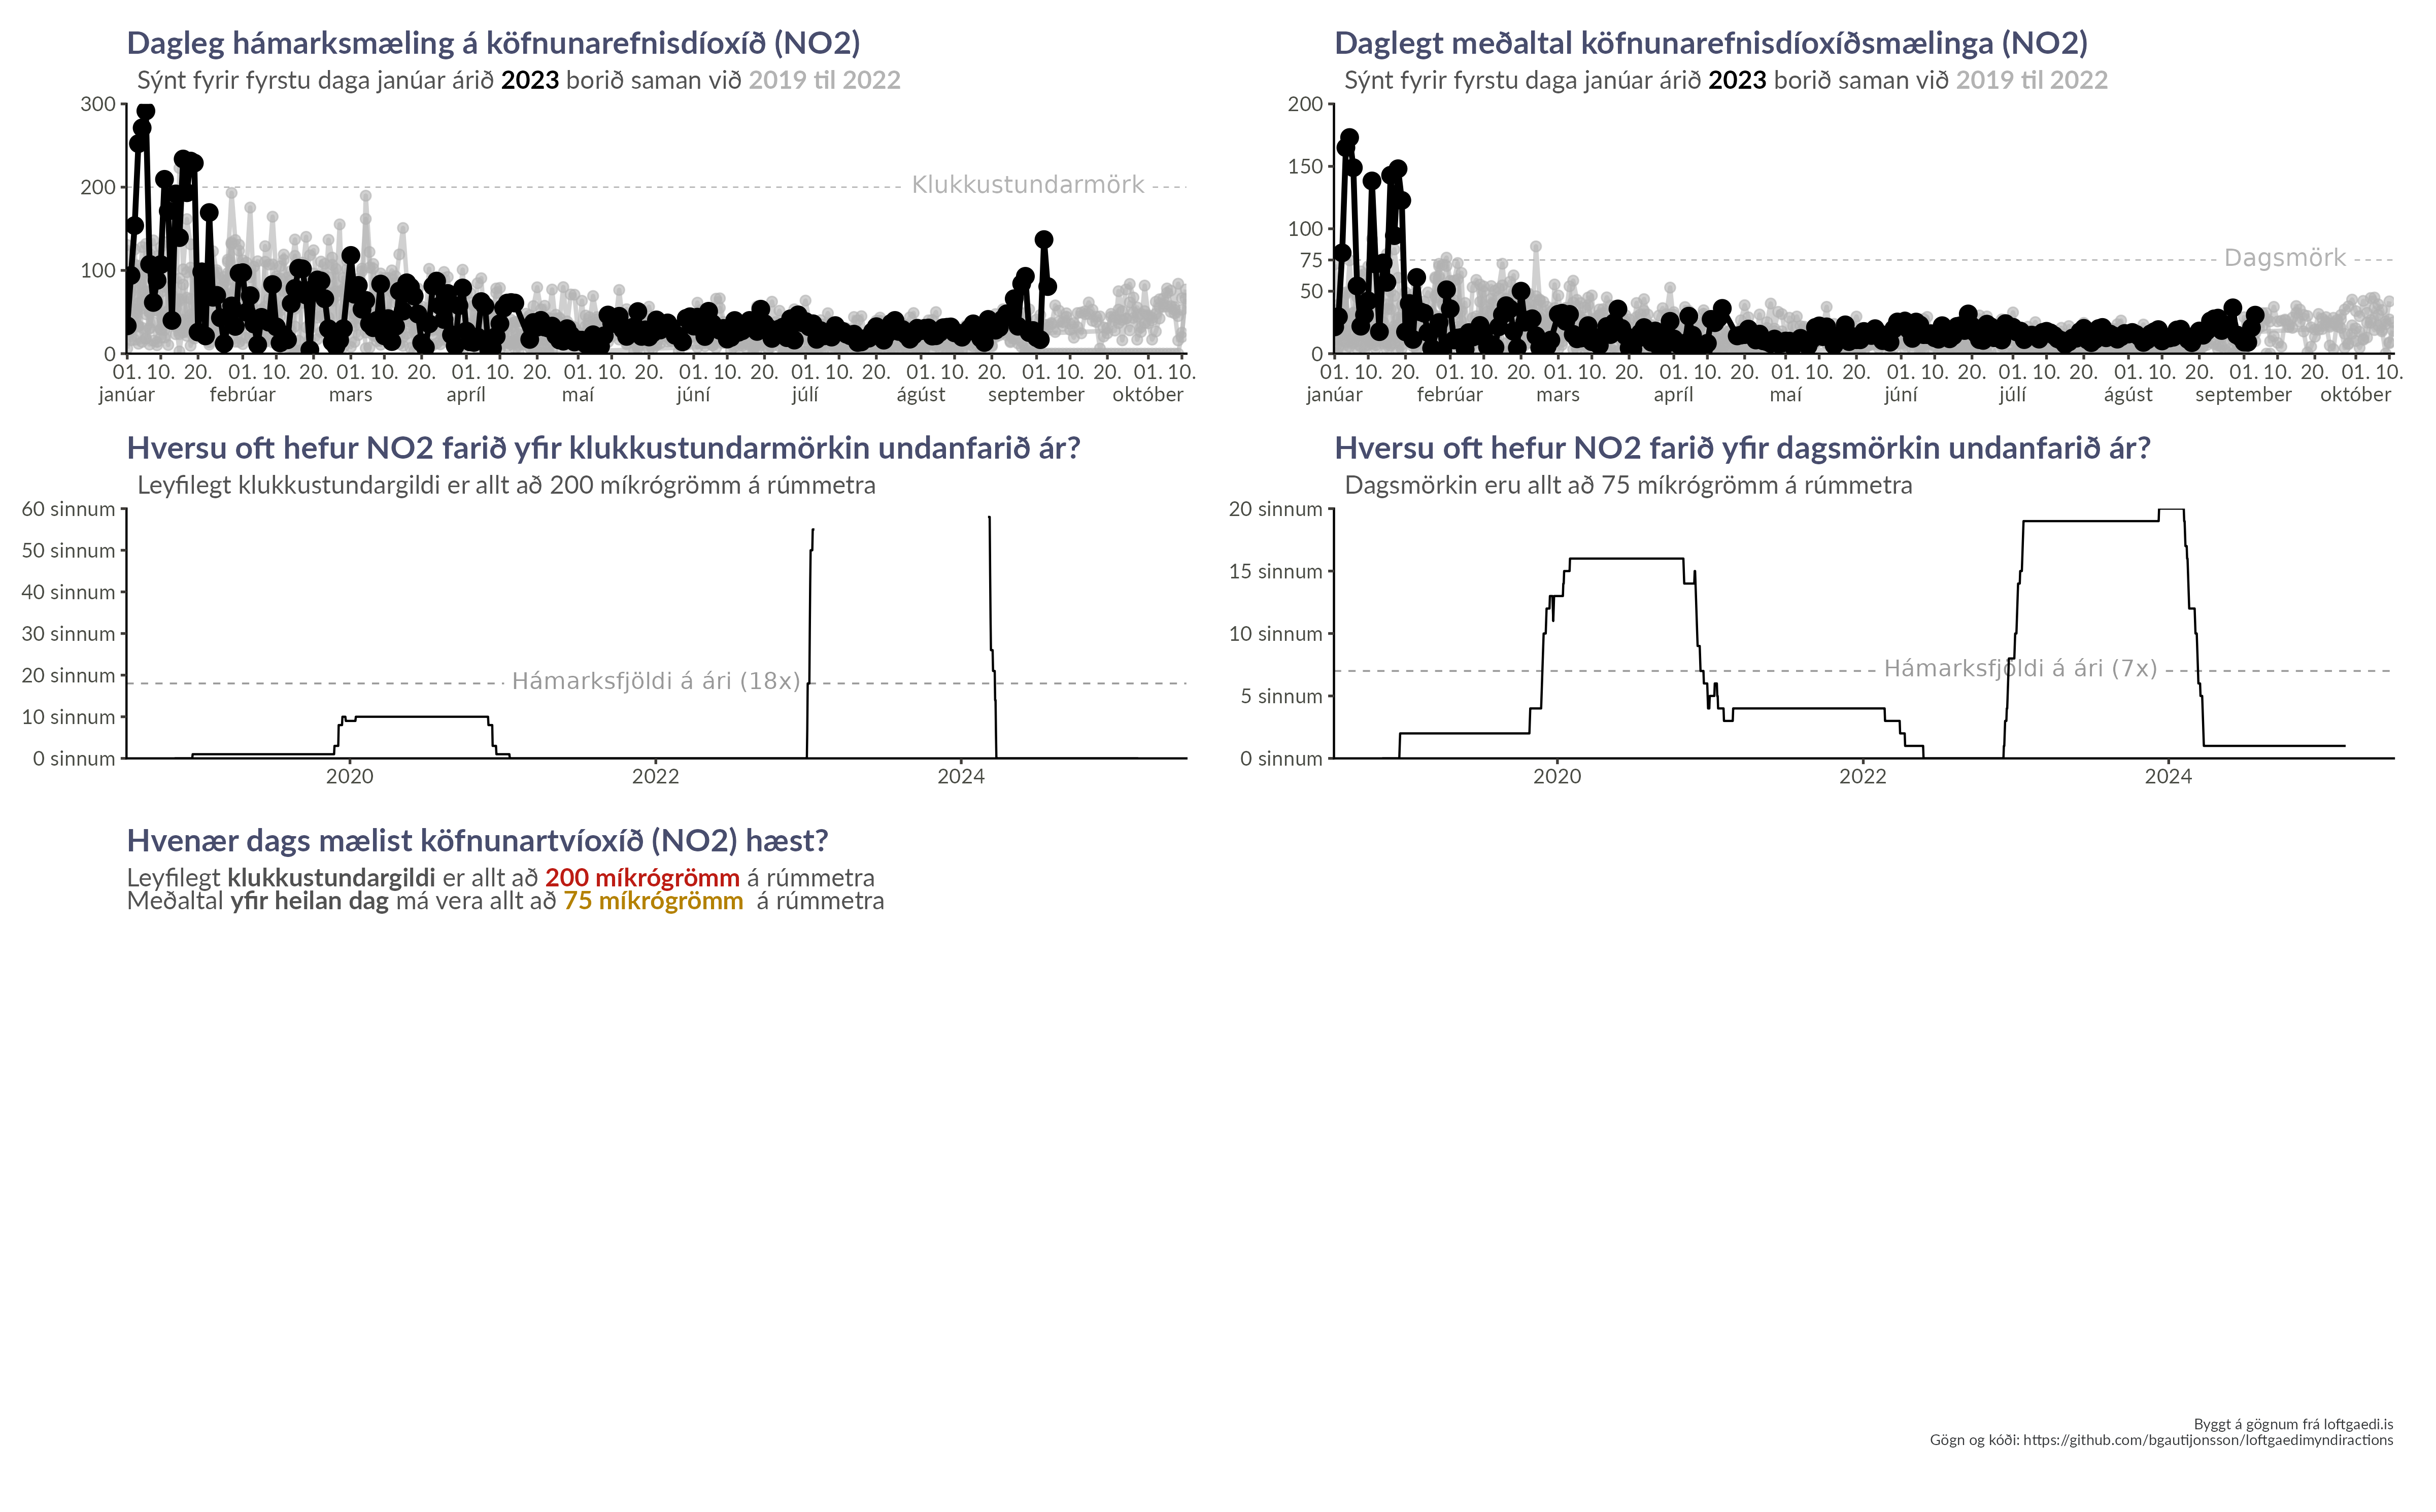 Dagleg hámarksmæling á köfnunarefnisdíoxíð (NO2)
Sýnt fyrir fyrstu daga janúar árið 2023 borið saman við 2019 til 2022
300
200
100
0
Klukkustundarmörk
01. 10. 20. 01. 10. 20. 01. 10. 20. 01. 10. 20. 01. 10. 20. 01. 10. 20. 01. 10. 20. 01. 10. 20. 01. 10. 20. 01. 10.
janúar febrúar mars apríl maí júní júlí ágúst september október
Daglegt meðaltal köfnunarefnisdíoxíðsmælinga (NO2)
Sýnt fyrir fyrstu daga janúar árið 2023 borið saman við 2019 til 2022
200
150
100
75
50
0
Dagsmörk
01. 10. 20. 01. 10. 20. 01. 10. 20. 01. 10. 20. 01. 10. 20. 01. 10. 20. 01. 10. 20. 01. 10. 20. 01. 10. 20. 01. 10.
janúar febrúar mars apríl maí júní júlí ágúst september október
Hversu oft hefur NO2 farið yfir klukkustundarmörkin undanfarið ár?
Leyfilegt klukkustundargildi er allt að 200 míkrógrömm á rúmmetra
60 sinnum
50 sinnum
40 sinnum
30 sinnum
20 sinnum
10 sinnum
0 sinnum
Hámarksfjöldi á ári (18x)
2020 2022 2024
Hversu oft hefur NO2 farið yfir dagsmörkin undanfarið ár?
Dagsmörkin eru allt að 75 míkrógrömm á rúmmetra
20 sinnum
15 sinnum
10 sinnum
5 sinnum
0 sinnum
Hámarksfjöldi á ári (7x)
2020 2022 2024
Hvenær dags mælist köfnunartvíoxíð (NO2) hæst?
Leyfilegt klukkustundargildi er allt að 200 míkrógrömm á rúmmetra
Meðaltal yfir heilan dag má vera allt að 75 míkrógrömm á rúmmetra
Byggt á gögnum frá loftgaedi.is
Gögn og kóði: https://github.com/bgautijonsson/loftgaedimyndiractions